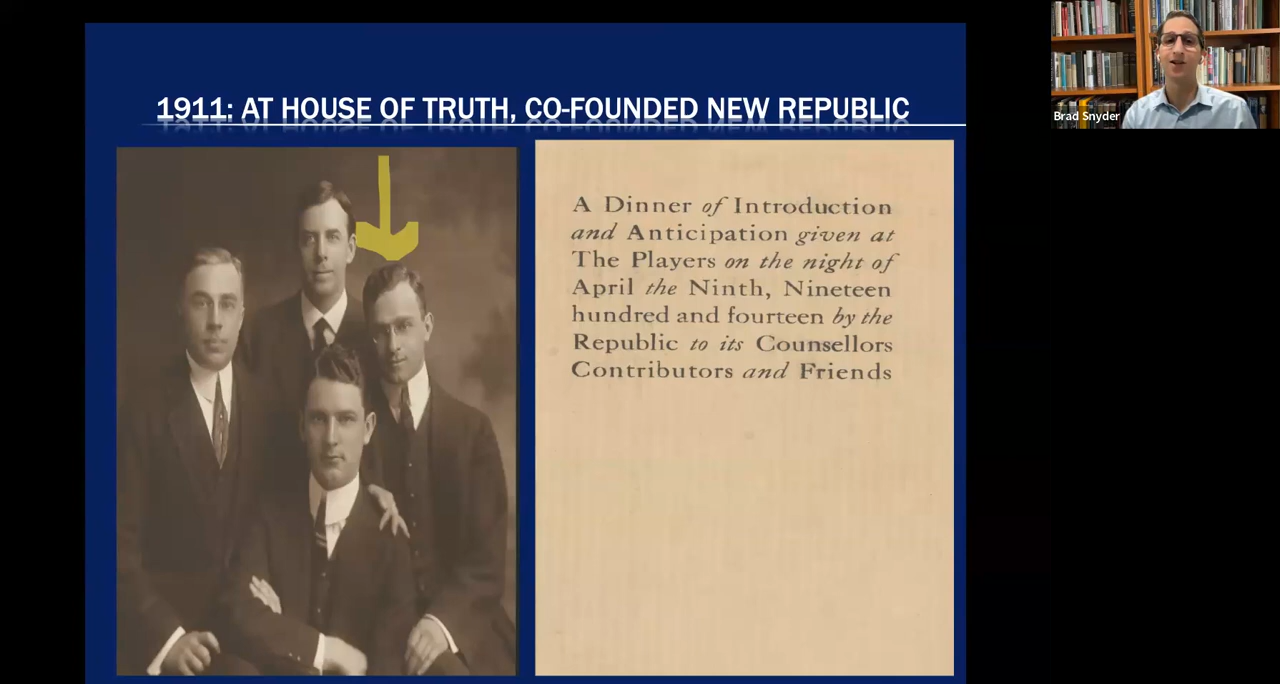 1911: AT HOUSE OF TRUTH, CO-FOUNDED NEW REPUBLIC
A Dinner of Introduction
and Anticipation given at
The Players on the night of
April the Ninth, Nineteen
hundred and fourteen by the
Republic to its Counsellors
Contributors and Friends
Brad Snyder